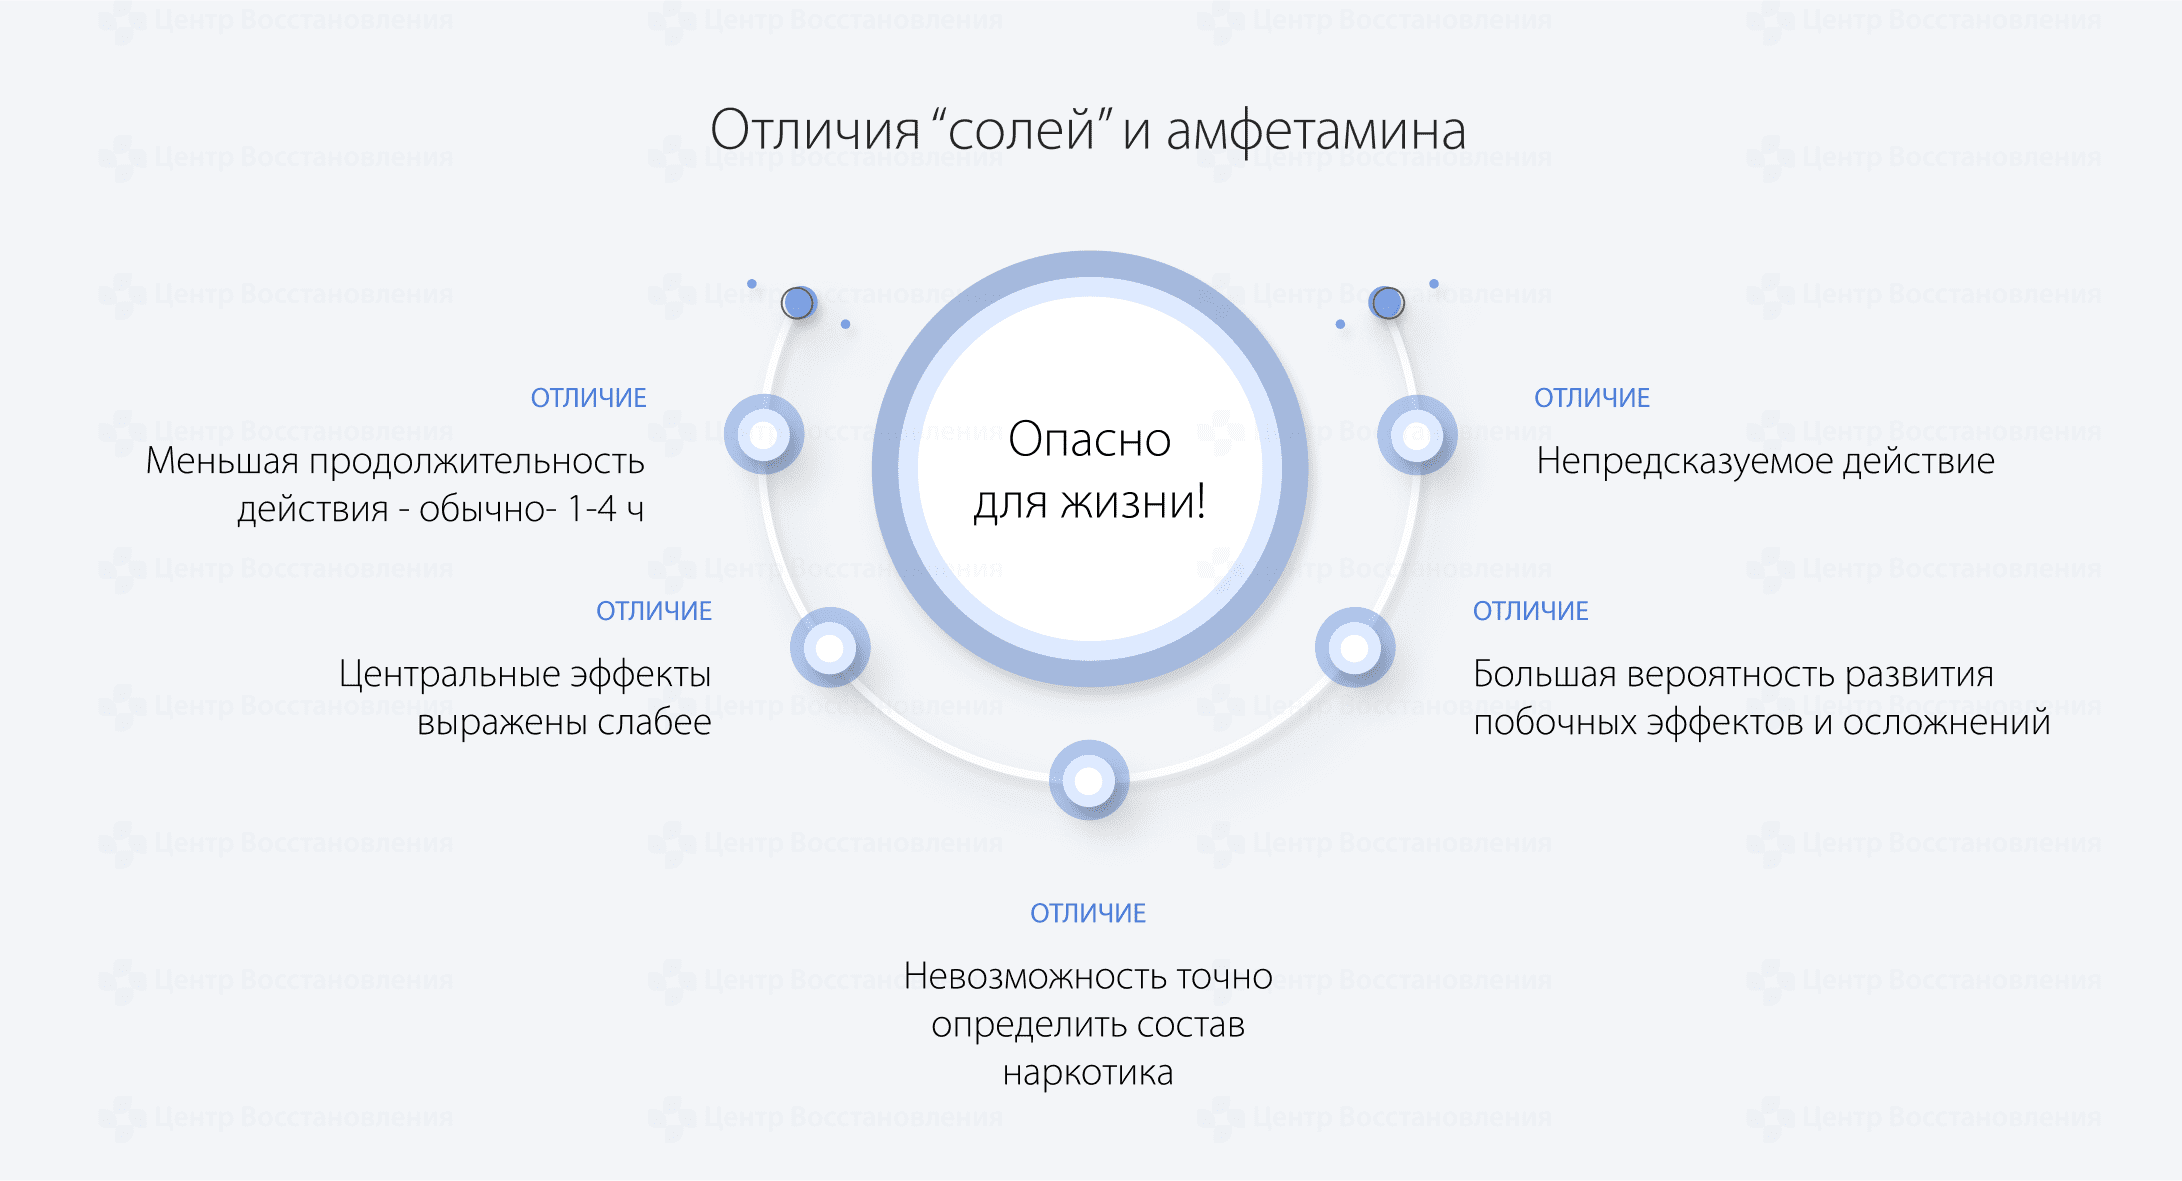 Отличия “солей” и амфетамина
Опасно
для жизни!
ОТЛИЧИЕ
Меньшая продолжительность
действия - обычно- 1-4 ч
ОТЛИЧИЕ
Центральные эффекты
выражены слабее
ОТЛИЧИЕ
Невозможность точно
определить состав
наркотика
ОТЛИЧИЕ
Непредсказуемое действие
ОТЛИЧИЕ
Большая вероятность развития
побочных эффектов и осложнений
Центр Восстановления